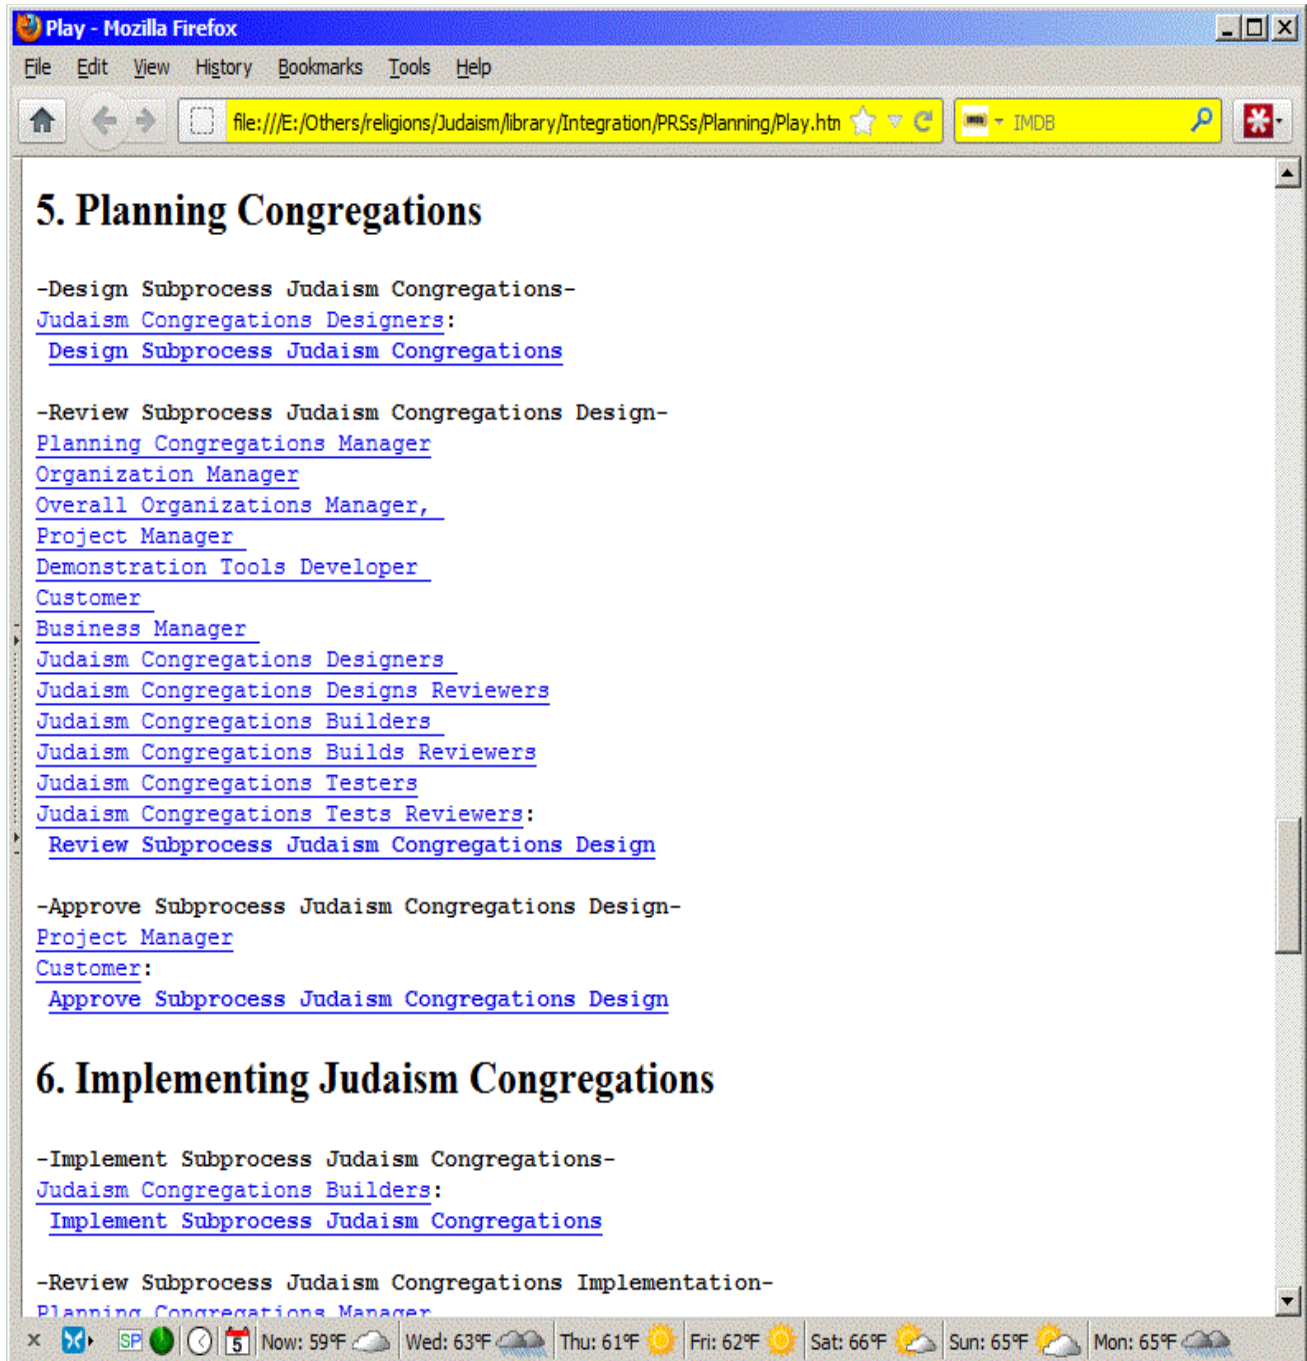 Play - Mozilla Firefox
File Edit View History Bookmarks Tools Help
file:///E:/Others/religions/Judaism/library/Integration/PRSs/Planning/Play.htm IMDB
5. Planning Congregations
-Design Subprocess Judaism Congregations-
Judaism Congregations Designers:
Design Subprocess Judaism Congregations
-Review Subprocess Judaism Congregations Design-
Planning Congregations Manager
Organization Manager
Overall Organizations Manager,
Project Manager
Demonstration Tools Developer
Customer
Business Manager
Judaism Congregations Designers
Judaism Congregations Designs Reviewers
Judaism Congregations Builders
Judaism Congregations Builds Reviewers
Judaism Congregations Testers
Judaism Congregations Tests Reviewers:
Review Subprocess Judaism Congregations Design
-Approve Subprocess Judaism Congregations Design-
Project Manager
Customer:
Approve Subprocess Judaism Congregations Design
6. Implementing Judaism Congregations
-Implement Subprocess Judaism Congregations-
Judaism Congregations Builders:
Implement Subprocess Judaism Congregations
-Review Subprocess Judaism Congregations Implementation-
Planning Congregations Manager
SP 5 Now: 59°F Wed: 63°F Thu: 61°F Fri: 62°F Sat: 66°F Sun: 65°F Mon: 65°F